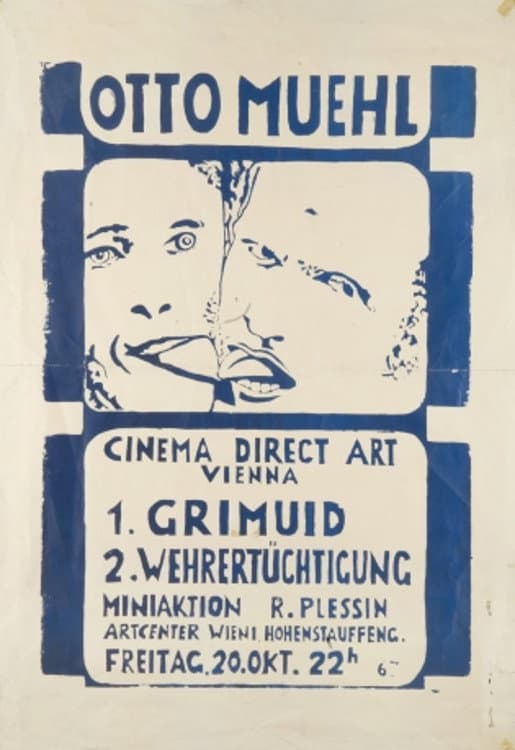 OTTO MUEHL
CINEMA DIRECT ART
VIENNA
1. GRIMUID
2. WEHRERTÜCHTIGUNG
MINIAKTION R. PLESSIN
ARTCENTER WIEN I. HOHENSTAUFFENG.
FREITAG, 20.OKT. 22h